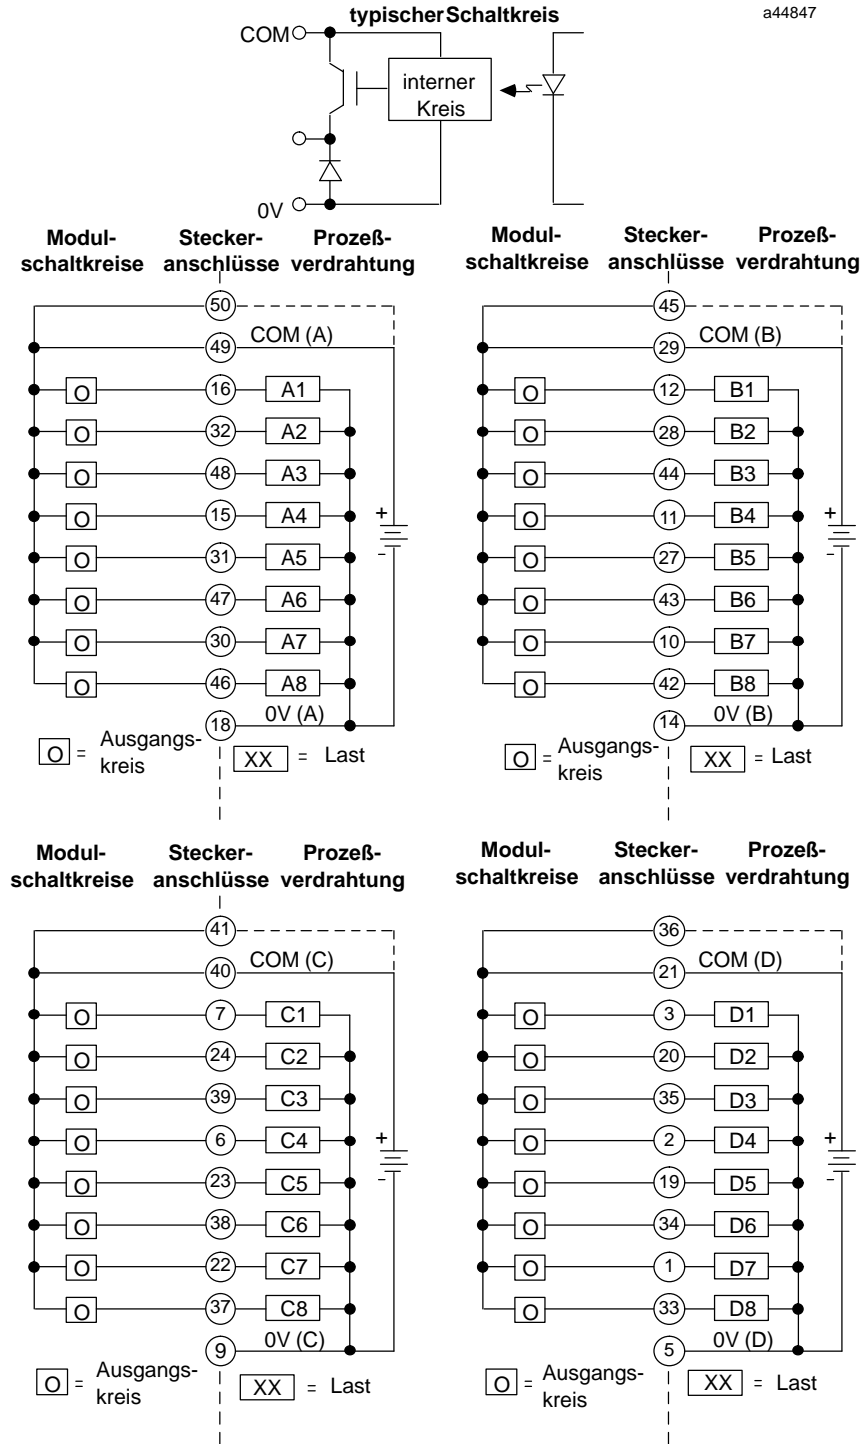 typischer Schaltkreis
a44847
COM
interner
Kreis
0V
Modul-
schaltkreise
Stecker-
anschlüsse
Prozeß-
verdrahtung
50
49 COM (A)
O 16 A1
O 32 A2
O 48 A3
O 15 A4
+
O 31 A5
-
O 47 A6
O 30 A7
O 46 A8
18 0V (A)
O = Ausgangs-
kreis
XX = Last
Modul-
schaltkreise
Stecker-
anschlüsse
Prozeß-
verdrahtung
45
29 COM (B)
O 12 B1
O 28 B2
O 44 B3
O 11 B4
+
O 27 B5
-
O 43 B6
O 10 B7
O 42 B8
14 0V (B)
O = Ausgangs-
kreis
XX = Last
Modul-
schaltkreise
Stecker-
anschlüsse
Prozeß-
verdrahtung
41
40 COM (C)
O 7 C1
O 24 C2
O 39 C3
O 6 C4
+
O 23 C5
-
O 38 C6
O 22 C7
O 37 C8
9 0V (C)
O = Ausgangs-
kreis
XX = Last
Modul-
schaltkreise
Stecker-
anschlüsse
Prozeß-
verdrahtung
36
21 COM (D)
O 3 D1
O 20 D2
O 35 D3
O 2 D4
+
O 19 D5
-
O 34 D6
O 1 D7
O 33 D8
5 0V (D)
O = Ausgangs-
kreis
XX = Last